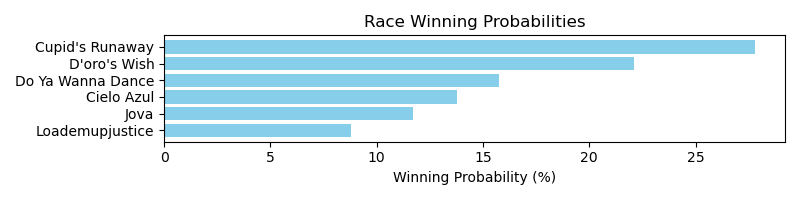 Race Winning Probabilities
Cupid's Runaway
D'oro's Wish
Do Ya Wanna Dance
Cielo Azul
Jova
Loademupjustice
0 5 10 15 20 25
Winning Probability (%)